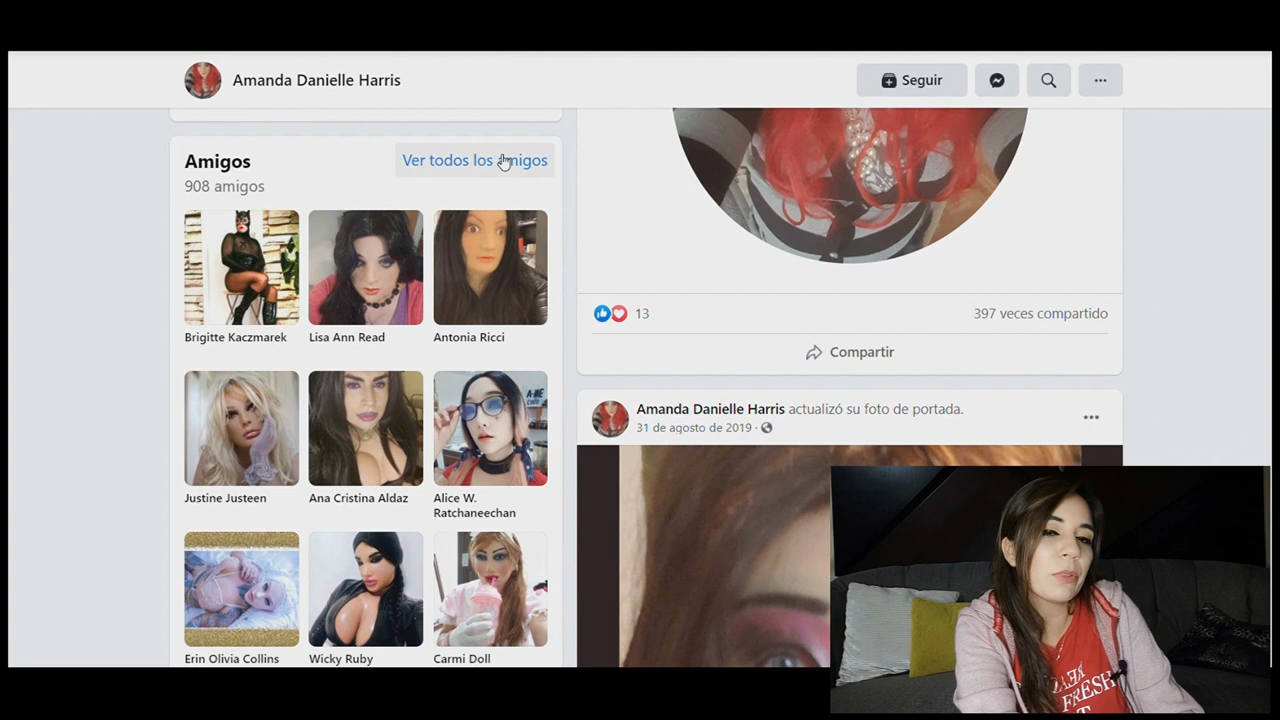 Amanda Danielle Harris
Seguir
Amigos
Ver todos los amigos
908 amigos
Brigitte Kaczmarek
Lisa Ann Read
Antonia Ricci
Justine Justeen
Ana Cristina Aldaz
Alice W.
Ratchaneechan
Erin Olivia Collins
Wicky Ruby
Carmi Doll
13
397 veces compartido
Compartir
Amanda Danielle Harris actualizó su foto de portada.
31 de agosto de 2019 ·
FRESH